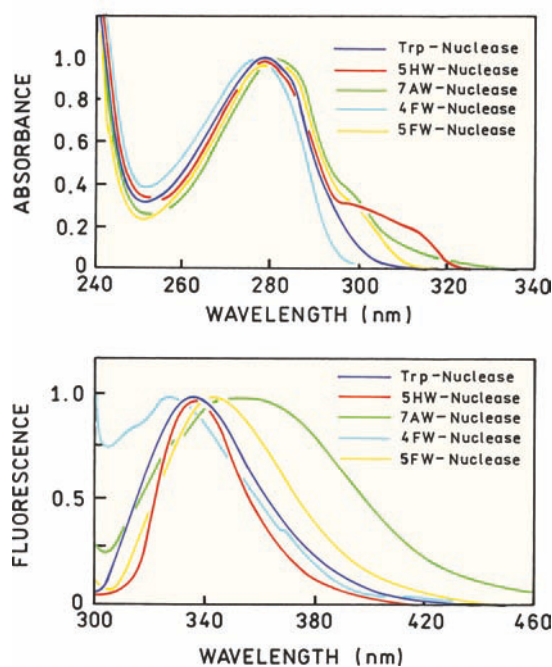 ABSORBANCE
1.0
0.8
0.6
0.4
0.2
0
240 260 280 300 320 340
WAVELENGTH (nm)
Trp-Nuclease
5HW-Nuclease
7AW-Nuclease
4FW-Nuclease
5FW-Nuclease
FLUORESCENCE
1.0
0.5
0
300 340 380 420 460
WAVELENGTH (nm)
Trp-Nuclease
5HW-Nuclease
7AW-Nuclease
4FW-Nuclease
5FW-Nuclease